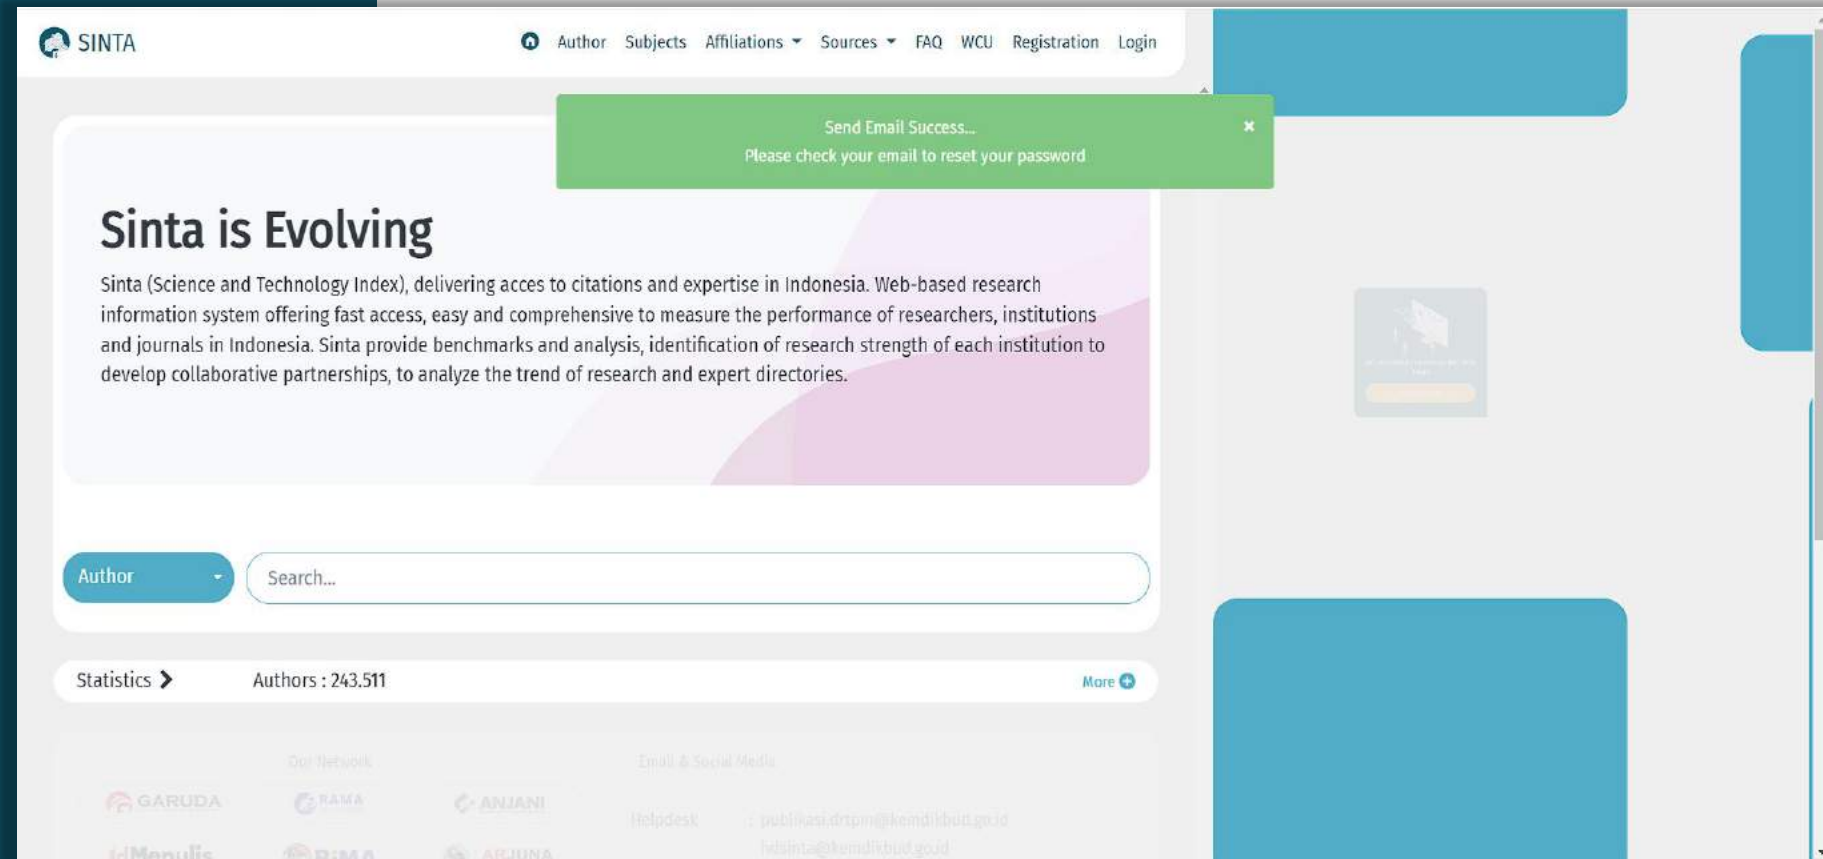 SINTA
Author Subjects Affiliations Sources FAQ WCU Registration Login
Send Email Success...
Please check your email to reset your password
Sinta is Evolving
Sinta (Science and Technology Index), delivering acces to citations and expertise in Indonesia. Web-based research
information system offering fast access, easy and comprehensive to measure the performance of researchers, institutions
and journals in Indonesia. Sinta provide benchmarks and analysis, identification of research strength of each institution to
develop collaborative partnerships, to analyze the trend of research and expert directories.
Author
Search...
Statistics
Authors : 243.511
More
Our Network
Email & Social Media
GARUDA
RAMA
ANJANI
Helpdesk : publikasi.drtpm@kemdikbud.go.id
hdsinta@kemdikbud.go.id
idMenulis
RIMA
ARJUNA